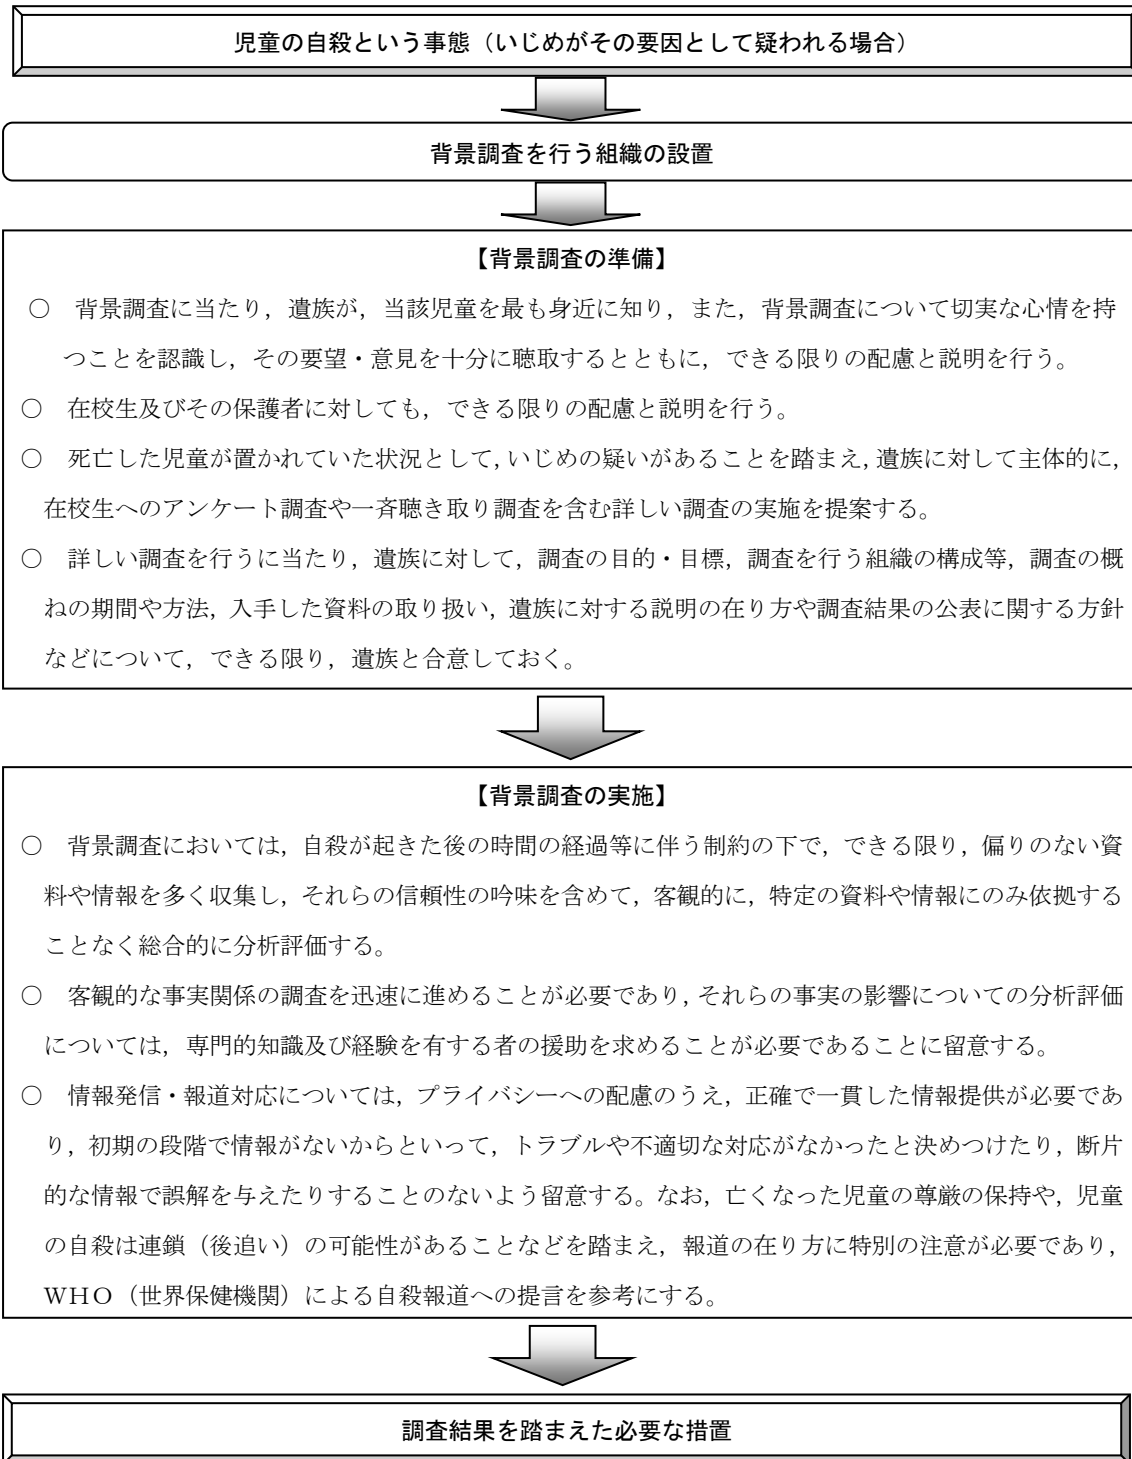 児童の自殺という事態（いじめがその要因として疑われる場合）
背景調査を行う組織の設置
【背景調査の準備】
○　背景調査に当たり，遺族が，当該児童を最も身近に知り，また，背景調査について切実な心情を持
つことを認識し，その要望・意見を十分に聴取するとともに，できる限りの配慮と説明を行う。
○　在校生及びその保護者に対しても，できる限りの配慮と説明を行う。
○　死亡した児童が置かれていた状況として，いじめの疑いがあることを踏まえ，遺族に対して主体的に，
在校生へのアンケート調査や一斉聴き取り調査を含む詳しい調査の実施を提案する。
○　詳しい調査を行うに当たり，遺族に対して，調査の目的・目標，調査を行う組織の構成等，調査の概
ねの期間や方法，入手した資料の取り扱い，遺族に対する説明の在り方や調査結果の公表に関する方針
などについて，できる限り，遺族と合意しておく。
【背景調査の実施】
○　背景調査においては，自殺が起きた後の時間の経過等に伴う制約の下で，できる限り，偏りのない資
料や情報を多く収集し，それらの信頼性の吟味を含めて，客観的に，特定の資料や情報にのみ依拠する
ことなく総合的に分析評価する。
○　客観的な事実関係の調査を迅速に進めることが必要であり，それらの事実の影響についての分析評価
については，専門的知識及び経験を有する者の援助を求めることが必要であることに留意する。
○　情報発信・報道対応については，プライバシーへの配慮のうえ，正確で一貫した情報提供が必要であ
り，初期の段階で情報がないからといって，トラブルや不適切な対応がなかったと決めつけたり，断片
的な情報で誤解を与えたりすることのないよう留意する。なお，亡くなった児童の尊厳の保持や，児童
の自殺は連鎖（後追い）の可能性があることなどを踏まえ，報道の在り方に特別の注意が必要であり，
ＷＨＯ（世界保健機関）による自殺報道への提言を参考にする。
調査結果を踏まえた必要な措置